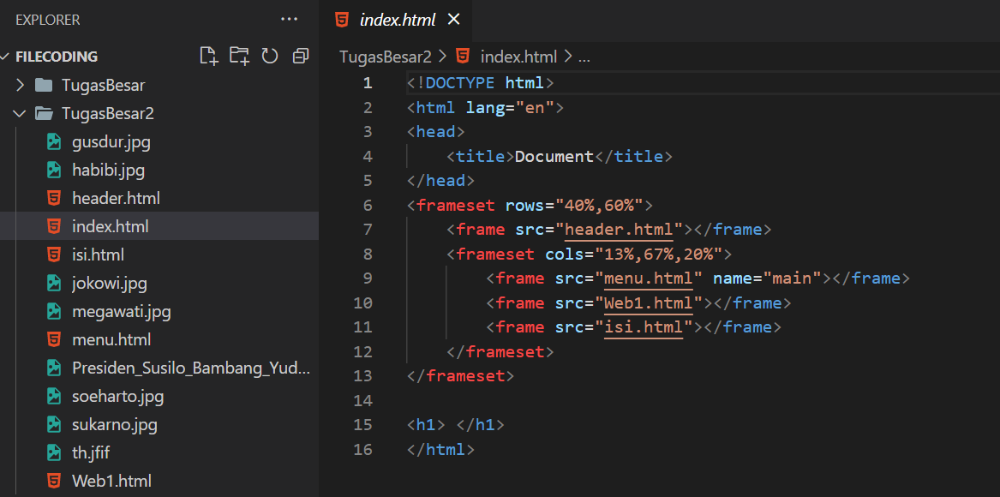 EXPLORER ...
FILECODING
TugasBesar
TugasBesar2
gusdur.jpg
habibi.jpg
header.html
index.html
isi.html
jokowi.jpg
megawati.jpg
menu.html
Presiden_Susilo_Bambang_Yud...
soeharto.jpg
sukarno.jpg
th.jfif
Web1.html
index.html
TugasBesar2 > index.html > ...
1 <!DOCTYPE html>
2 <html lang="en">
3 <head>
4     <title>Document</title>
5 </head>
6 <frameset rows="40%,60%">
7     <frame src="header.html"></frame>
8     <frameset cols="13%,67%,20%">
9         <frame src="menu.html" name="main"></frame>
10         <frame src="Web1.html"></frame>
11         <frame src="isi.html"></frame>
12     </frameset>
13 </frameset>
14
15 <h1> </h1>
16 </html>